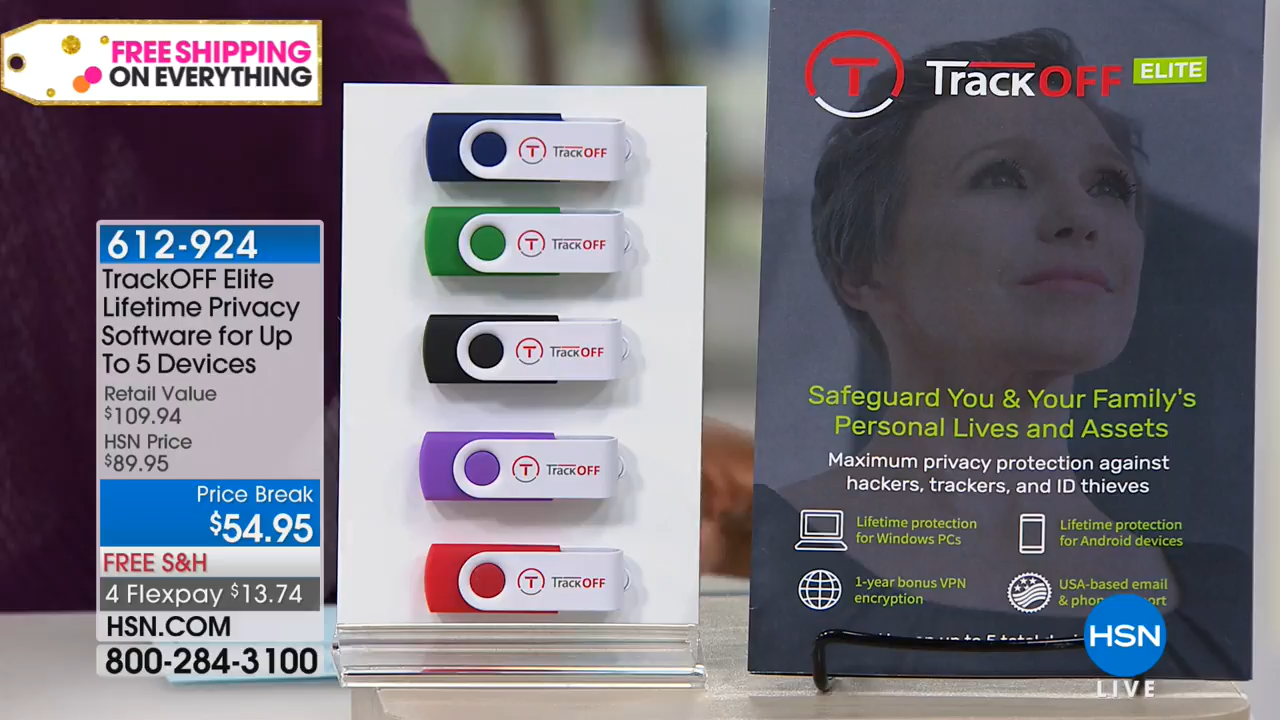 FREE SHIPPING
ON EVERYTHING
612-924
TrackOFF Elite
Lifetime Privacy
Software for Up
To 5 Devices
Retail Value
$109.94
HSN Price
$89.95
Price Break
$54.95
FREE S&H
4 Flexpay $13.74
HSN.COM
800-284-3100
T TrackOFF
T TrackOFF
T TrackOFF
T TrackOFF
T TrackOFF
T TrackOFF ELITE
Safeguard You & Your Family's
Personal Lives and Assets
Maximum privacy protection against
hackers, trackers, and ID thieves
Lifetime protection
for Windows PCs
Lifetime protection
for Android devices
1-year bonus VPN
encryption
USA-based email
&
up to 5 total
HSN
LIVE